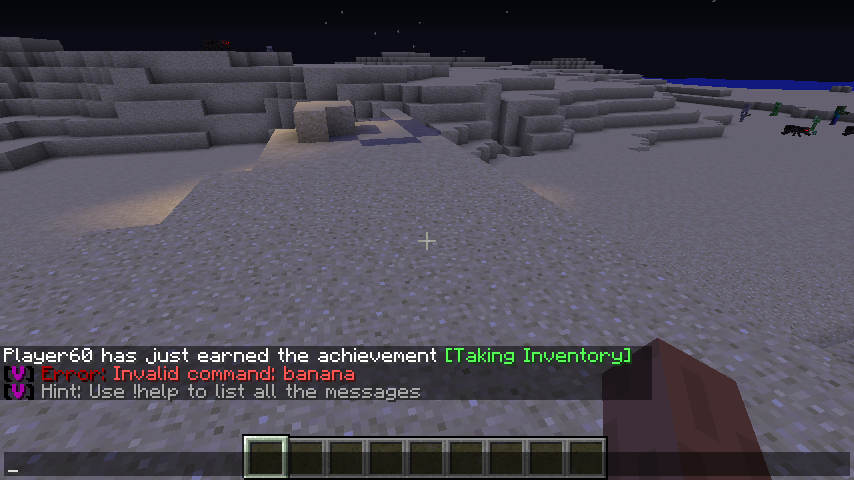 Player60 has just earned the achievement [Taking Inventory]
[V] Error: Invalid command: banana
[V] Hint: Use !help to list all the messages
_